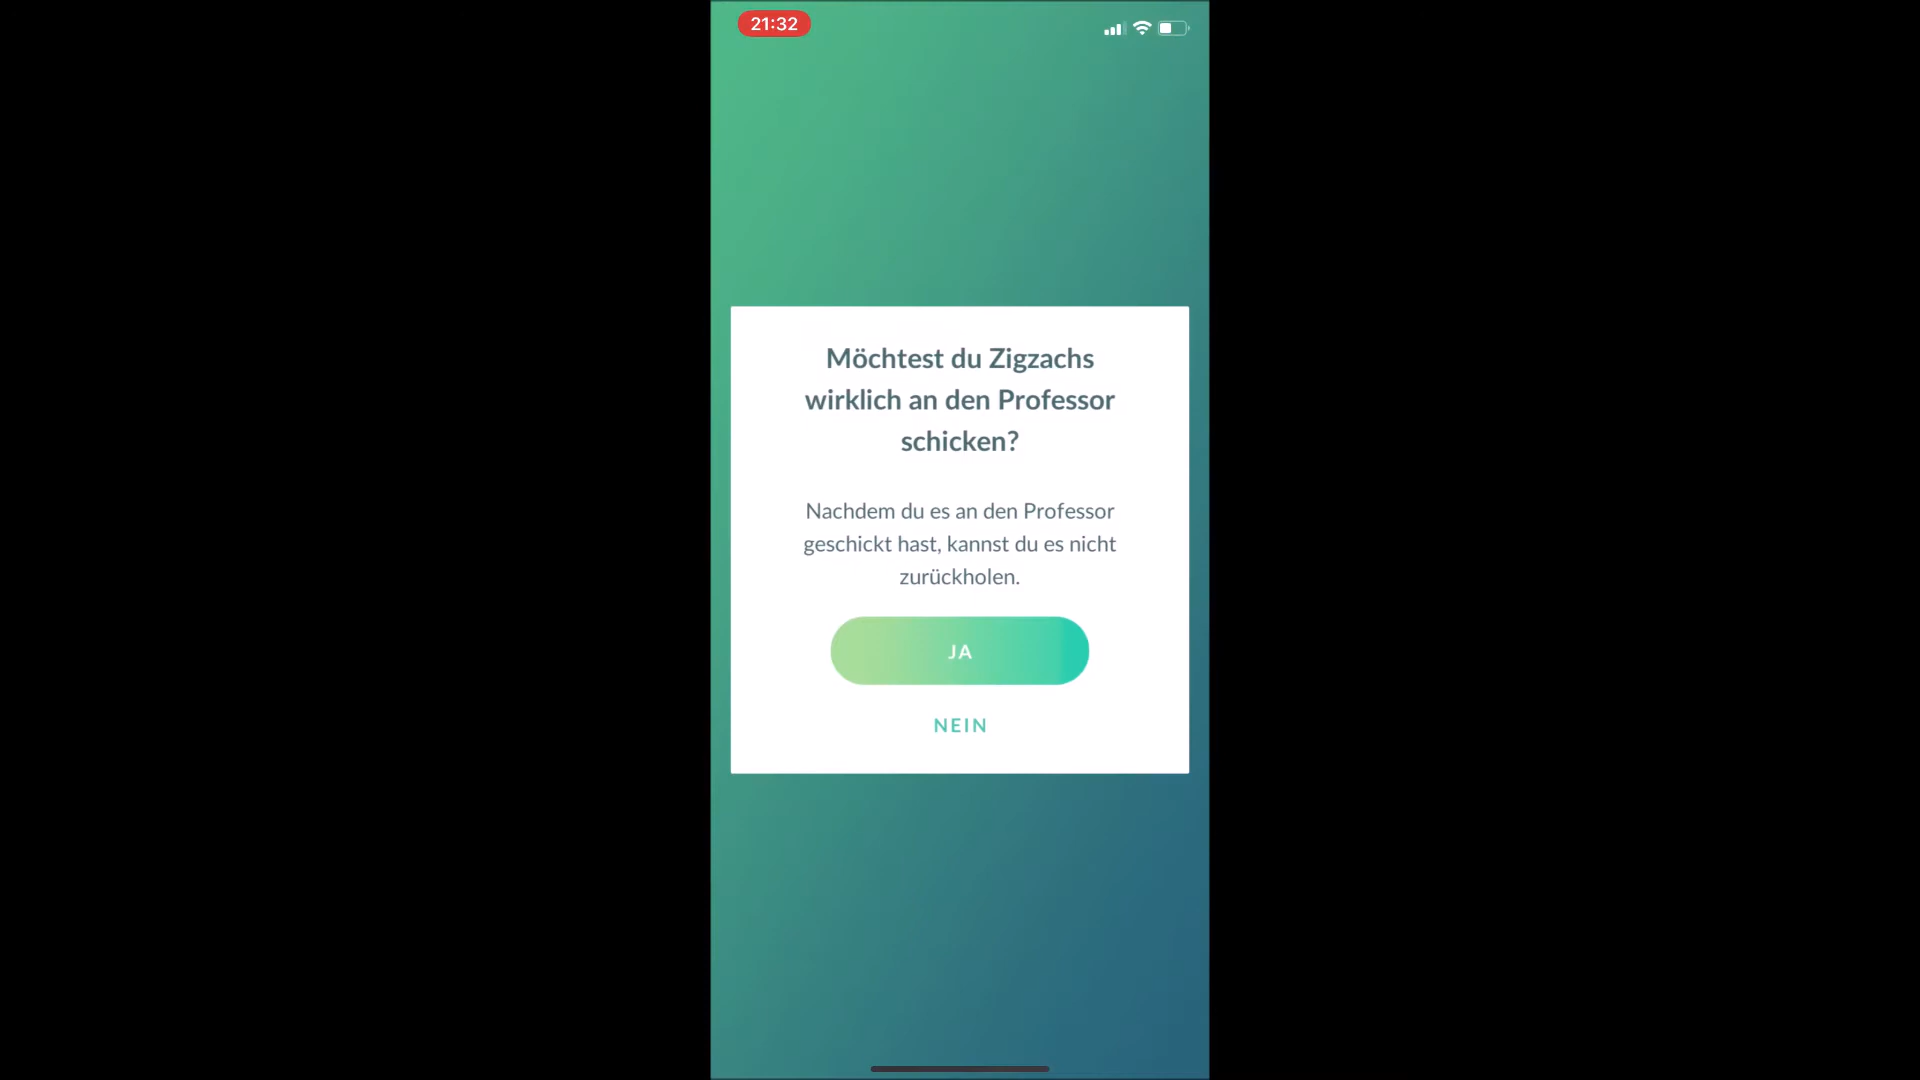 21:32
Möchtest du Zigzachs
wirklich an den Professor
schicken?
Nachdem du es an den Professor
geschickt hast, kannst du es nicht
zurückholen.
JA
NEIN